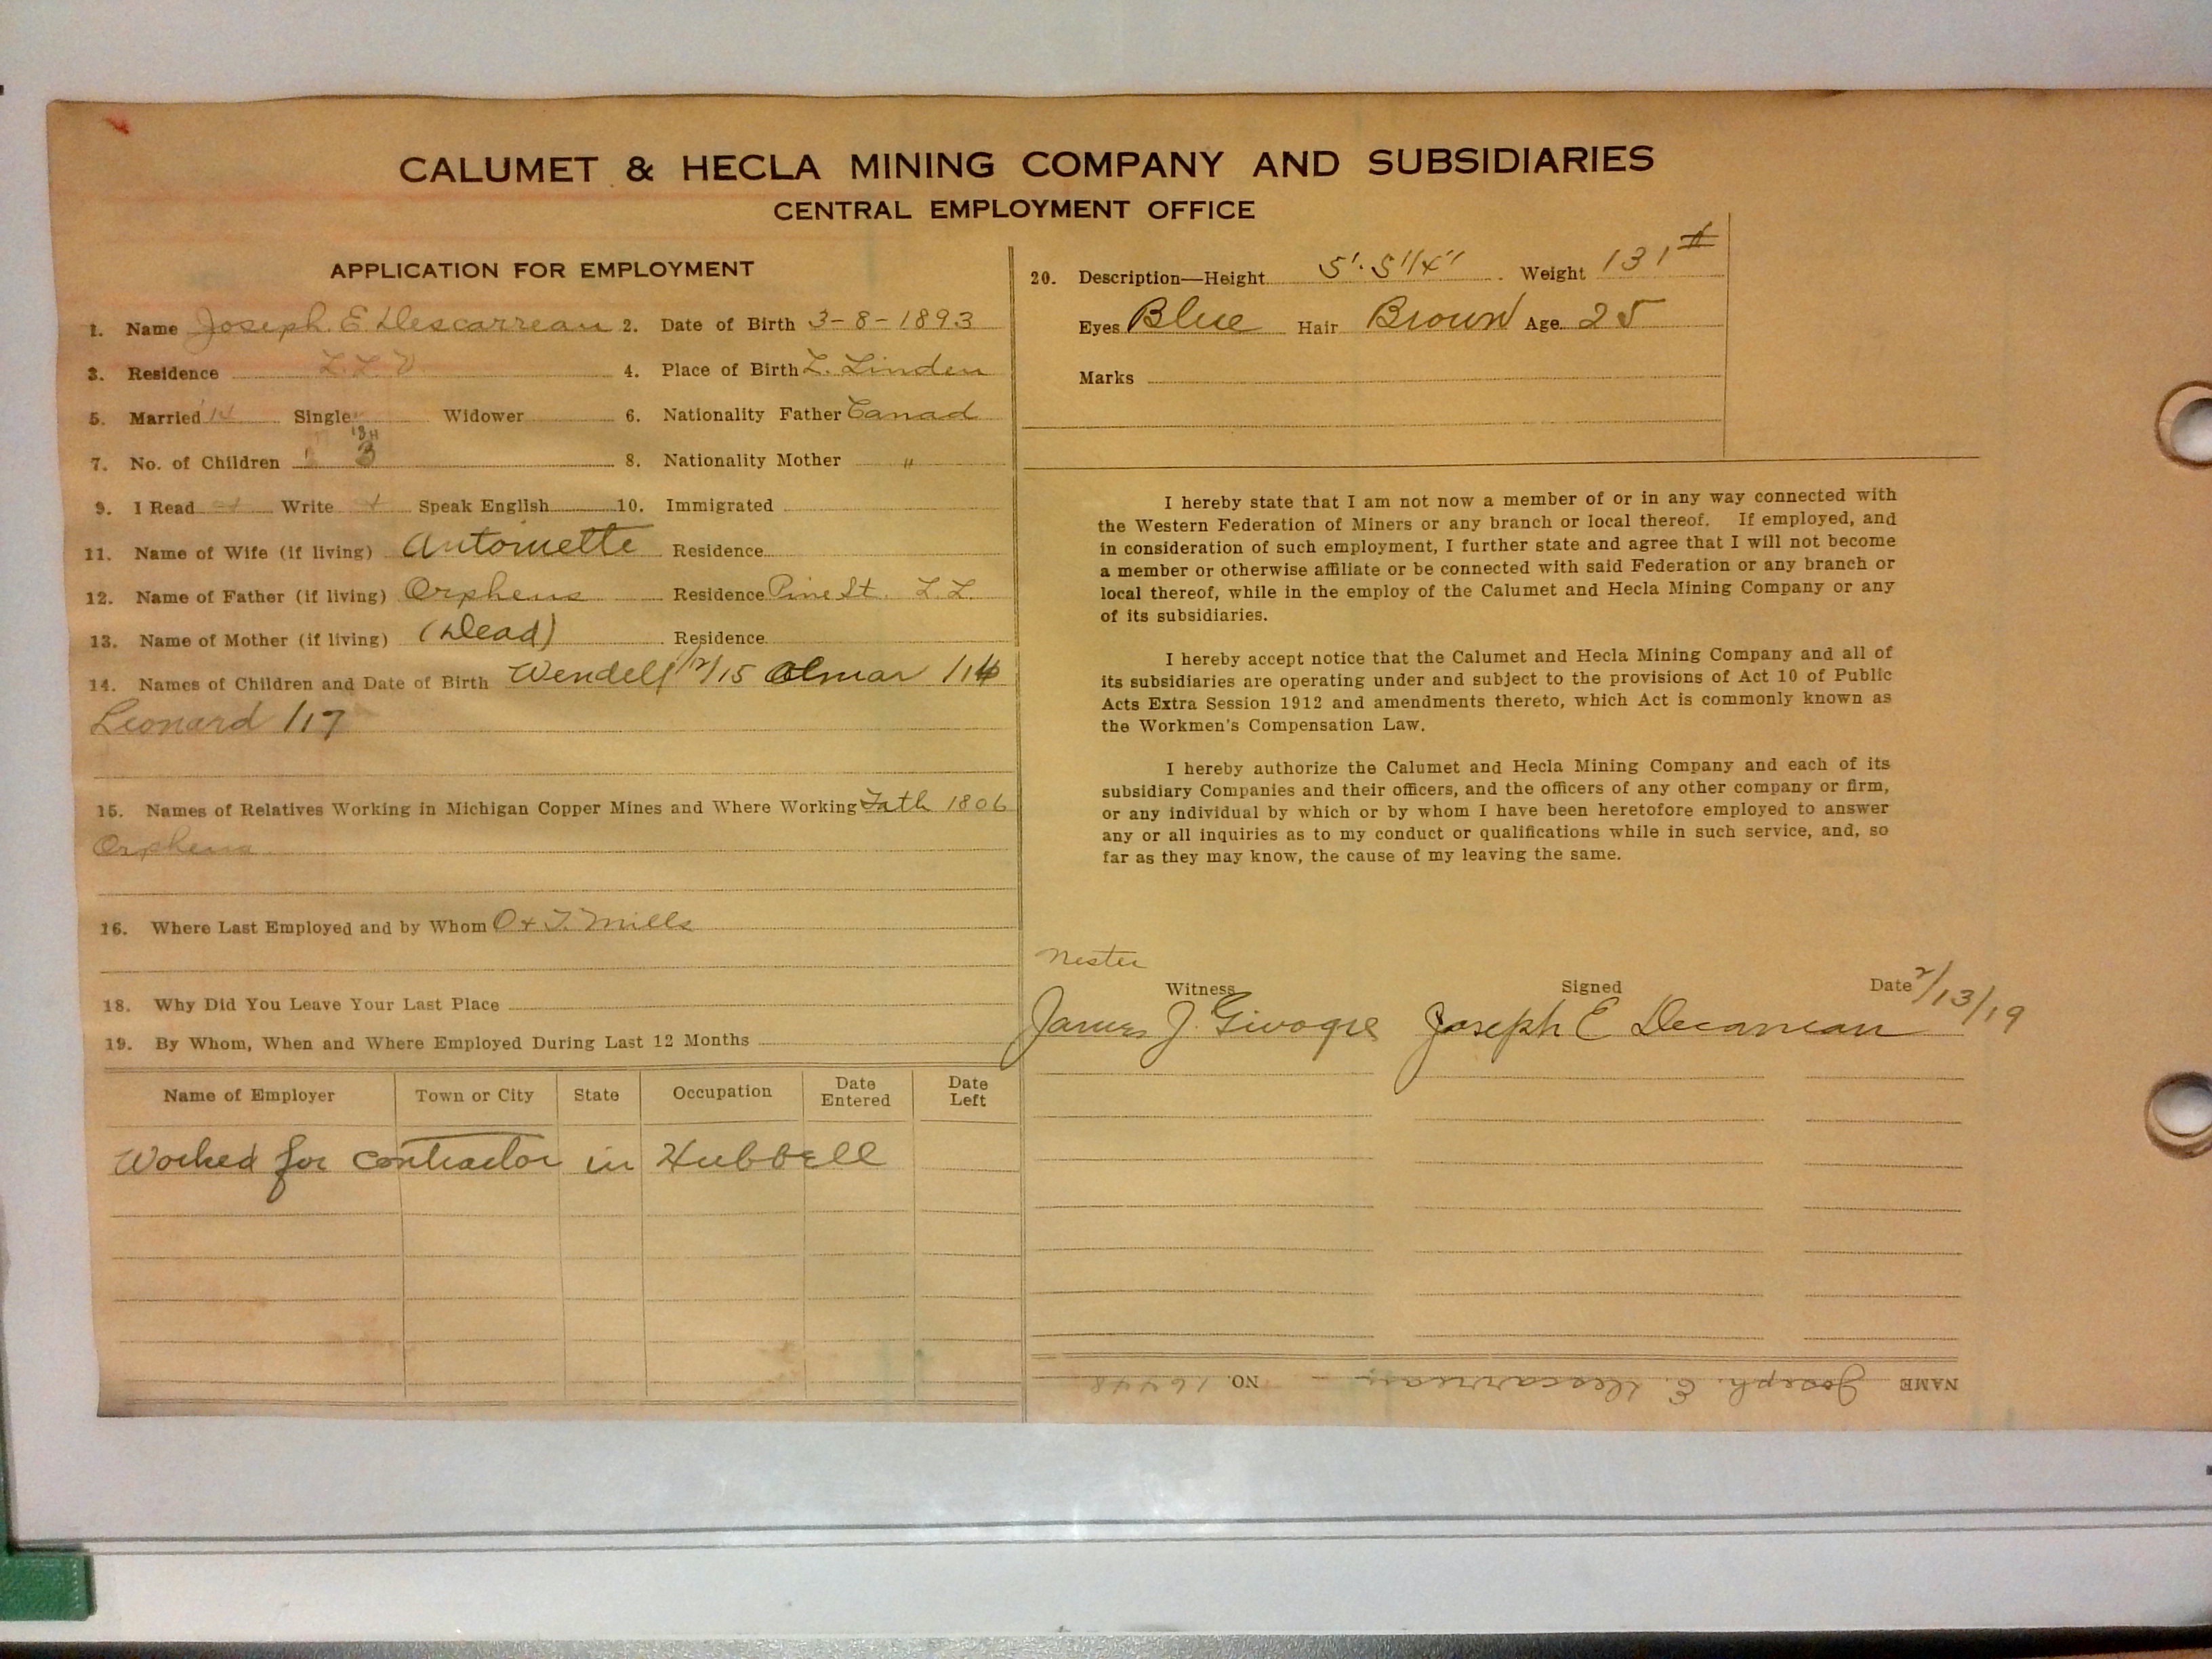 CALUMET & HECLA MINING COMPANY AND SUBSIDIARIES
CENTRAL EMPLOYMENT OFFICE
APPLICATION FOR EMPLOYMENT
1. Name Joseph. E Descarreau 2. Date of Birth 3-8-1893
3. Residence L.L. 4. Place of Birth L. Linden
5. Married 14 Single Widower 6. Nationality Father Canad
7. No. of Children 3 8. Nationality Mother "
9. I Read + Write + Speak English 10. Immigrated
11. Name of Wife (if living) Antoinette Residence
12. Name of Father (if living) Orpheus Residence Pine St. L.L.
13. Name of Mother (if living) (Dead) Residence
14. Names of Children and Date of Birth Wendell /15 Olmar /14
Leonard /17
15. Names of Relatives Working in Michigan Copper Mines and Where Working Fath 1806
Orpheus
16. Where Last Employed and by Whom O + T. Mills
18. Why Did You Leave Your Last Place
19. By Whom, When and Where Employed During Last 12 Months
Name of Employer Town or City State Occupation Date Entered Date Left
Worked for contractor in Hubbell
20. Description—Height 5'. 5 1/4" Weight 131 #
Eyes Blue Hair Brown Age 25
Marks
I hereby state that I am not now a member of or in any way connected with
the Western Federation of Miners or any branch or local thereof. If employed, and
in consideration of such employment, I further state and agree that I will not become
a member or otherwise affiliate or be connected with said Federation or any branch or
local thereof, while in the employ of the Calumet and Hecla Mining Company or any
of its subsidiaries.
I hereby accept notice that the Calumet and Hecla Mining Company and all of
its subsidiaries are operating under and subject to the provisions of Act 10 of Public
Acts Extra Session 1912 and amendments thereto, which Act is commonly known as
the Workmen's Compensation Law.
I hereby authorize the Calumet and Hecla Mining Company and each of its
subsidiary Companies and their officers, and the officers of any other company or firm,
or any individual by which or by whom I have been heretofore employed to answer
any or all inquiries as to my conduct or qualifications while in such service, and, so
far as they may know, the cause of my leaving the same.
Nester
Witness Signed Date 2/13/19
James J. Joseph E
NAME Joseph. E. Descarreau NO. 16448